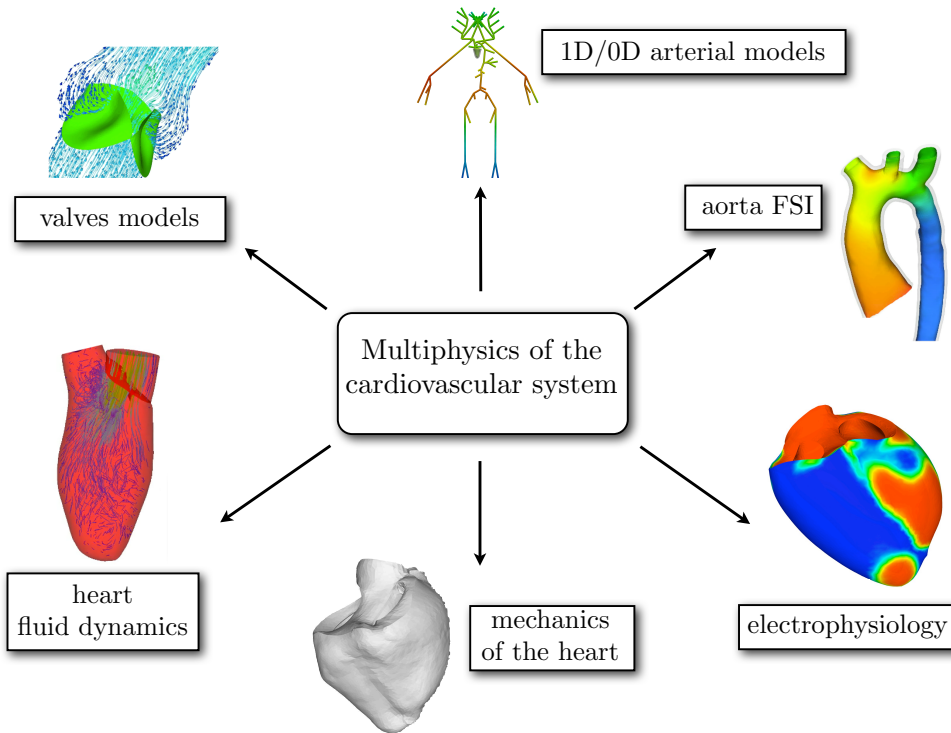 1D/0D arterial models
valves models
aorta FSI
Multiphysics of the
cardiovascular system
heart
fluid dynamics
mechanics
of the heart
electrophysiology